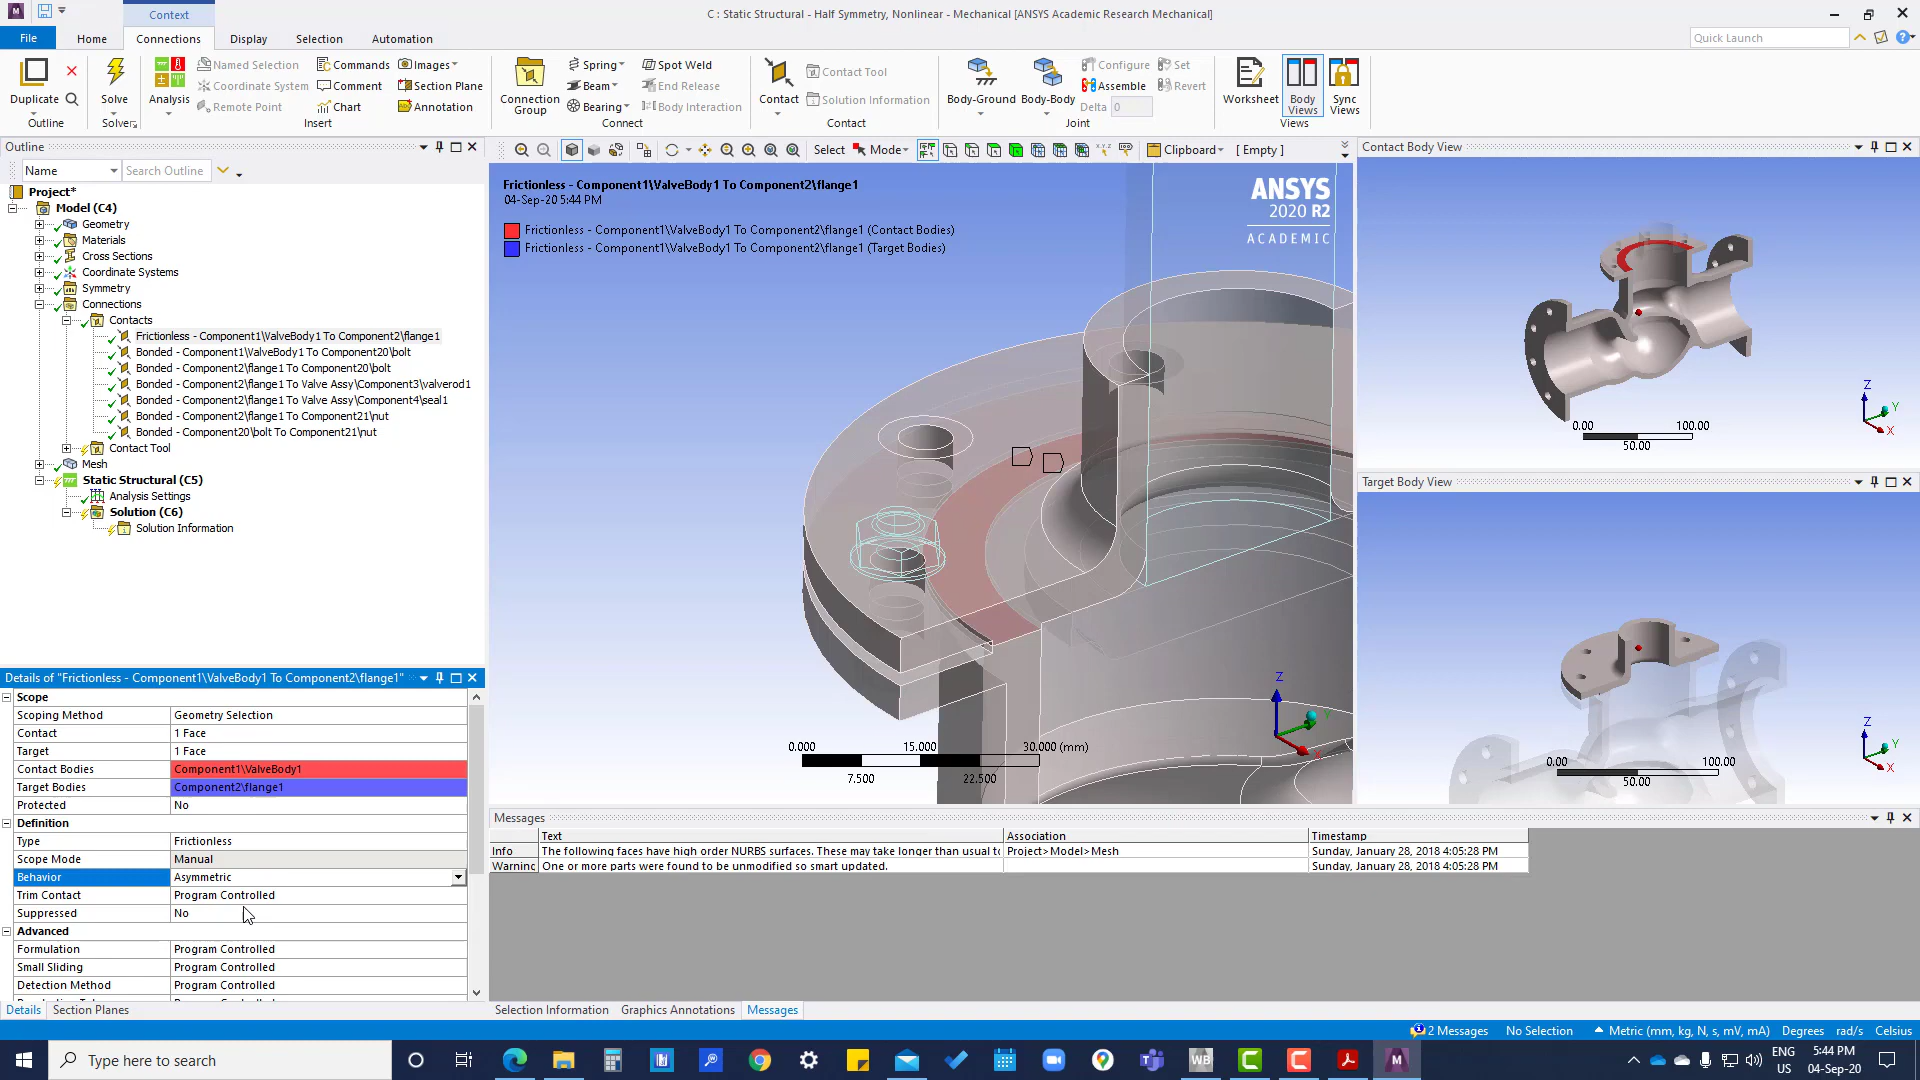 Context
C : Static Structural - Half Symmetry, Nonlinear - Mechanical [ANSYS Academic Research Mechanical]
File
Home
Connections
Display
Selection
Automation
Quick Launch
Duplicate
Outline
Solve
Solver
Analysis
Named Selection
Coordinate System
Remote Point
Commands
Comment
Chart
Images
Section Plane
Annotation
Insert
Connection Group
Spring
Beam
Bearing
Spot Weld
End Release
Body Interaction
Connect
Contact
Contact Tool
Solution Information
Contact
Body-Ground
Body-Body
Configure
Assemble
Delta 0
Set
Revert
Joint
Worksheet
Body Views
Sync Views
Views
Outline
Name
Search Outline
Project*
Model (C4)
Geometry
Materials
Cross Sections
Coordinate Systems
Symmetry
Connections
Contacts
Frictionless - Component1\ValveBody1 To Component2\flange1
Bonded - Component1\ValveBody1 To Component20\bolt
Bonded - Component2\flange1 To Component20\bolt
Bonded - Component2\flange1 To Valve Assy\Component3\valverod1
Bonded - Component2\flange1 To Valve Assy\Component4\seal1
Bonded - Component2\flange1 To Component21\nut
Bonded - Component20\bolt To Component21\nut
Contact Tool
Mesh
Static Structural (C5)
Analysis Settings
Solution (C6)
Solution Information
Select
Mode
Clipboard
[ Empty ]
Frictionless - Component1\ValveBody1 To Component2\flange1
04-Sep-20 5:44 PM
Frictionless - Component1\ValveBody1 To Component2\flange1 (Contact Bodies)
Frictionless - Component1\ValveBody1 To Component2\flange1 (Target Bodies)
ANSYS
2020 R2
ACADEMIC
0.000 15.000 30.000 (mm)
7.500 22.500
Z
Y
X
Contact Body View
0.00 100.00
50.00
Z
Y
X
Target Body View
0.00 100.00
50.00
Z
Y
X
Details of "Frictionless - Component1\ValveBody1 To Component2\flange1"
Scope
Scoping Method Geometry Selection
Contact 1 Face
Target 1 Face
Contact Bodies Component1\ValveBody1
Target Bodies Component2\flange1
Protected No
Definition
Type Frictionless
Scope Mode Manual
Behavior Asymmetric
Trim Contact Program Controlled
Suppressed No
Advanced
Formulation Program Controlled
Small Sliding Program Controlled
Detection Method Program Controlled
Details
Section Planes
Messages
Text Association Timestamp
Info The following faces have high order NURBS surfaces. These may take longer than usual to Project>Model>Mesh Sunday, January 28, 2018 4:05:28 PM
Warning One or more parts were found to be unmodified so smart updated. Sunday, January 28, 2018 4:05:28 PM
Selection Information
Graphics Annotations
Messages
2 Messages
No Selection
Metric (mm, kg, N, s, mV, mA)
Degrees
rad/s
Celsius
Type here to search
ENG
US
5:44 PM
04-Sep-20